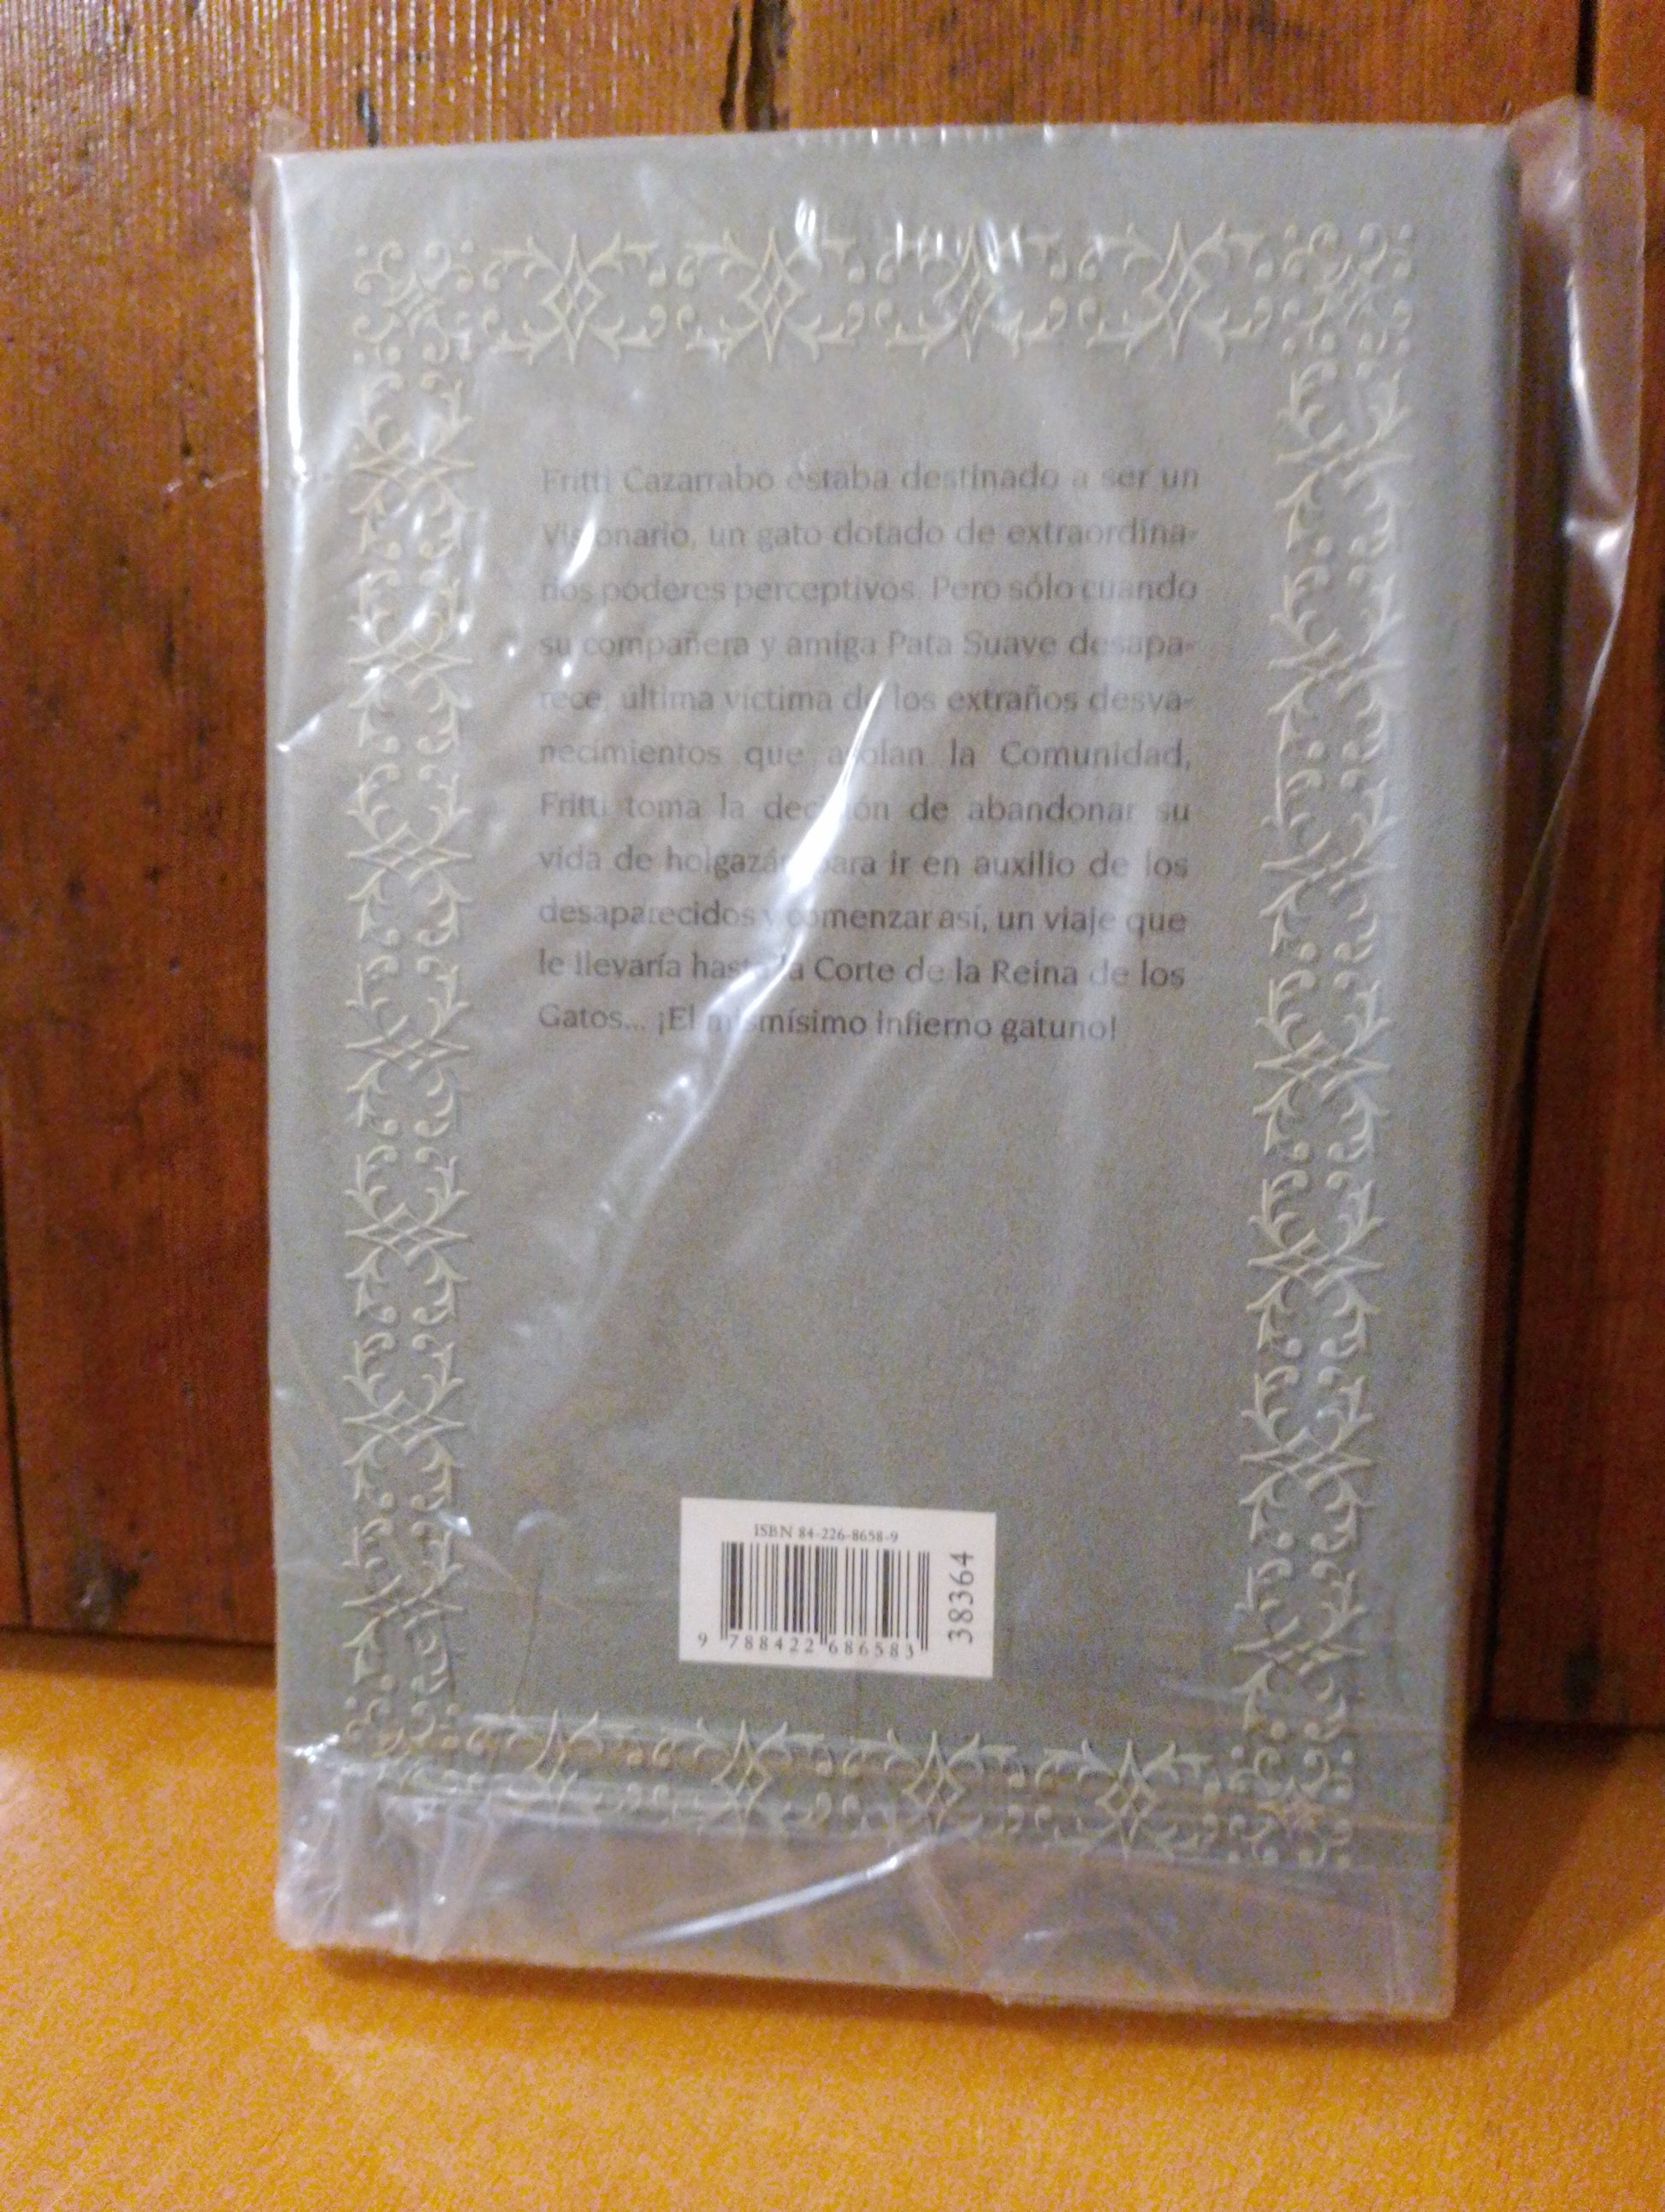 Fritti Cazarrabo estaba destinado a ser un
Visionario, un gato dotado de extraordina-
rios poderes perceptivos. Pero sólo cuando
su compañera y amiga Pata Suave desapa-
rece, última víctima de los extraños desva-
necimientos que asolan la Comunidad,
Fritti toma la decisión de abandonar su
vida de holgazán para ir en auxilio de los
desaparecidos y comenzar así, un viaje que
le llevaría hasta la Corte de la Reina de los
Gatos... ¡El mismísimo infierno gatuno!
ISBN 84-226-8658-9
9 788422 686583
38364